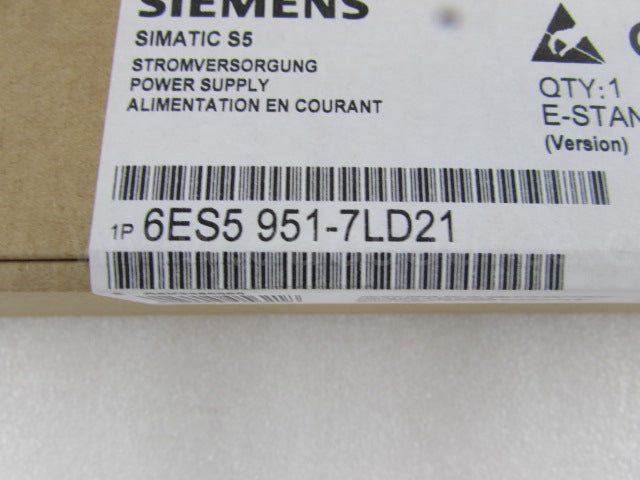 SIEMENS
SIMATIC S5
STROMVERSORGUNG
POWER SUPPLY
ALIMENTATION EN COURANT
QTY:1
E-STAN
(Version)
1P 6ES5 951-7LD21